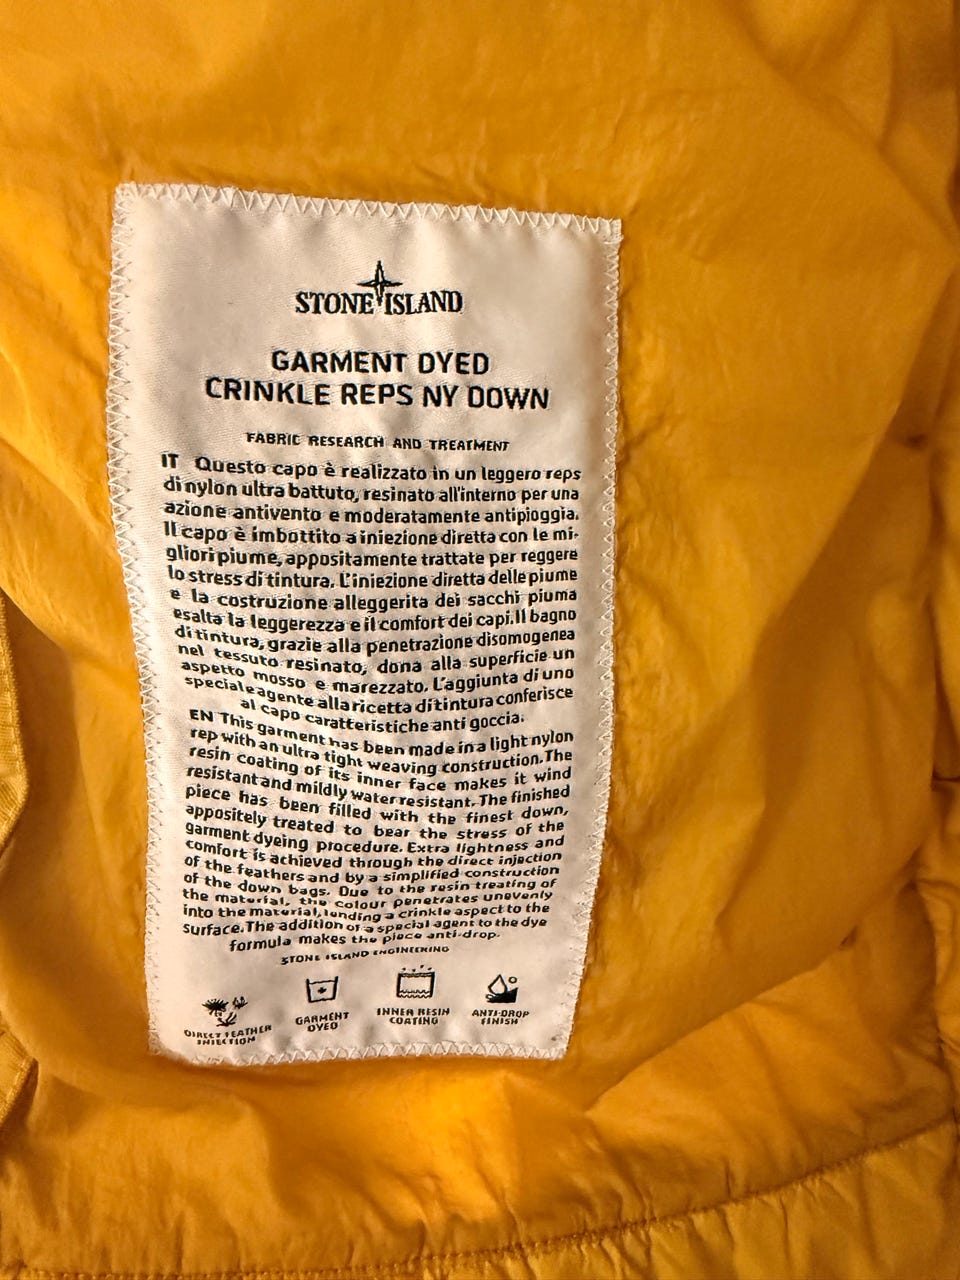 STONE ISLAND
GARMENT DYED
CRINKLE REPS NY DOWN
FABRIC RESEARCH AND TREATMENT
IT Questo capo è realizzato in un leggero reps
di nylon ultra battuto, resinato all'interno per una
azione antivento e moderatamente antipioggia.
Il capo è imbottito a iniezione diretta con le mi-
gliori piume, appositamente trattate per reggere
lo stress di tintura. L'iniezione diretta delle piume
e la costruzione alleggerita dei sacchi piuma
esalta la leggerezza e il comfort dei capi. Il bagno
di tintura, grazie alla penetrazione disomogenea
nel tessuto resinato, dona alla superficie un
aspetto mosso e marezzato. L'aggiunta di uno
speciale agente alla ricetta di tintura conferisce
al capo caratteristiche anti goccia.
EN This garment has been made in a light nylon
rep with an ultra tight weaving construction. The
resin coating of its inner face makes it wind
resistant and mildly water resistant. The finished
piece has been filled with the finest down,
appositely treated to bear the stress of the
garment dyeing procedure. Extra lightness and
comfort is achieved through the direct injection
of the feathers and by a simplified construction
of the down bags. Due to the resin treating of
the material, the colour penetrates unevenly
into the material, lending a crinkle aspect to the
surface. The addition of a special agent to the dye
formula makes the piece anti-drop.
STONE ISLAND ENGINEERING
DIRECT FEATHER
INJECTION
GARMENT
DYED
INNER RESIN
COATING
ANTI-DROP
FINISH